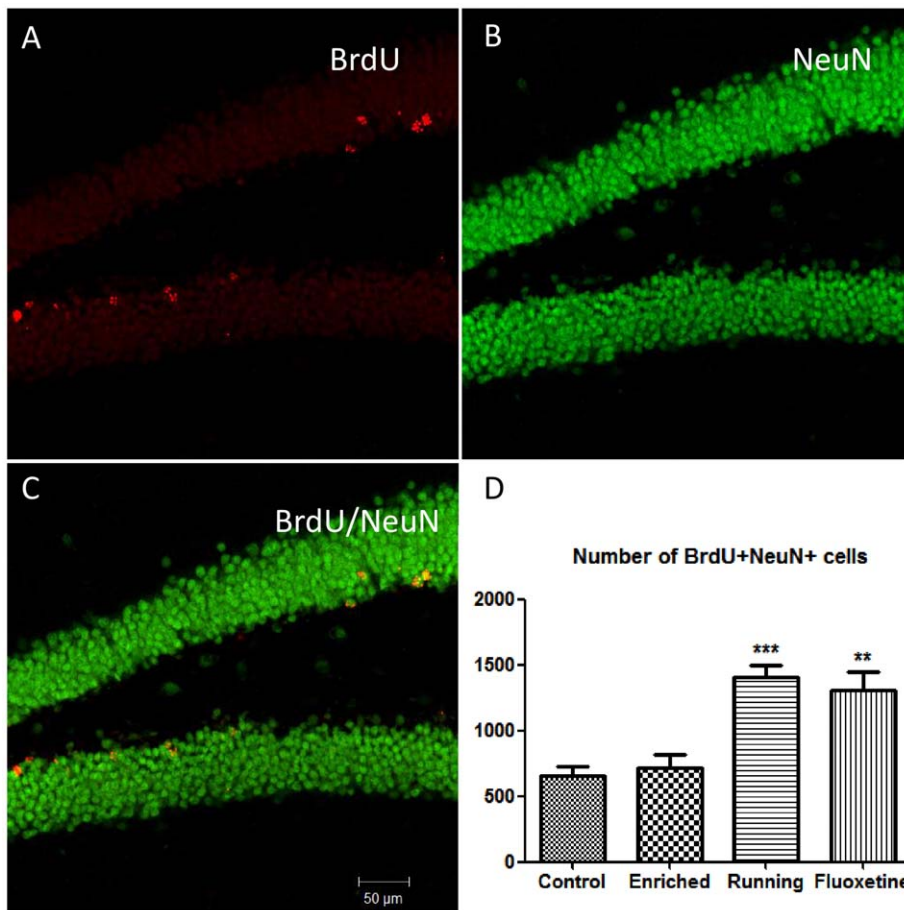 A
BrdU
B
NeuN
C
BrdU/NeuN
50 µm
D
Number of BrdU+NeuN+ cells
2000
1500
1000
500
0
***
**
Control Enriched Running Fluoxetine